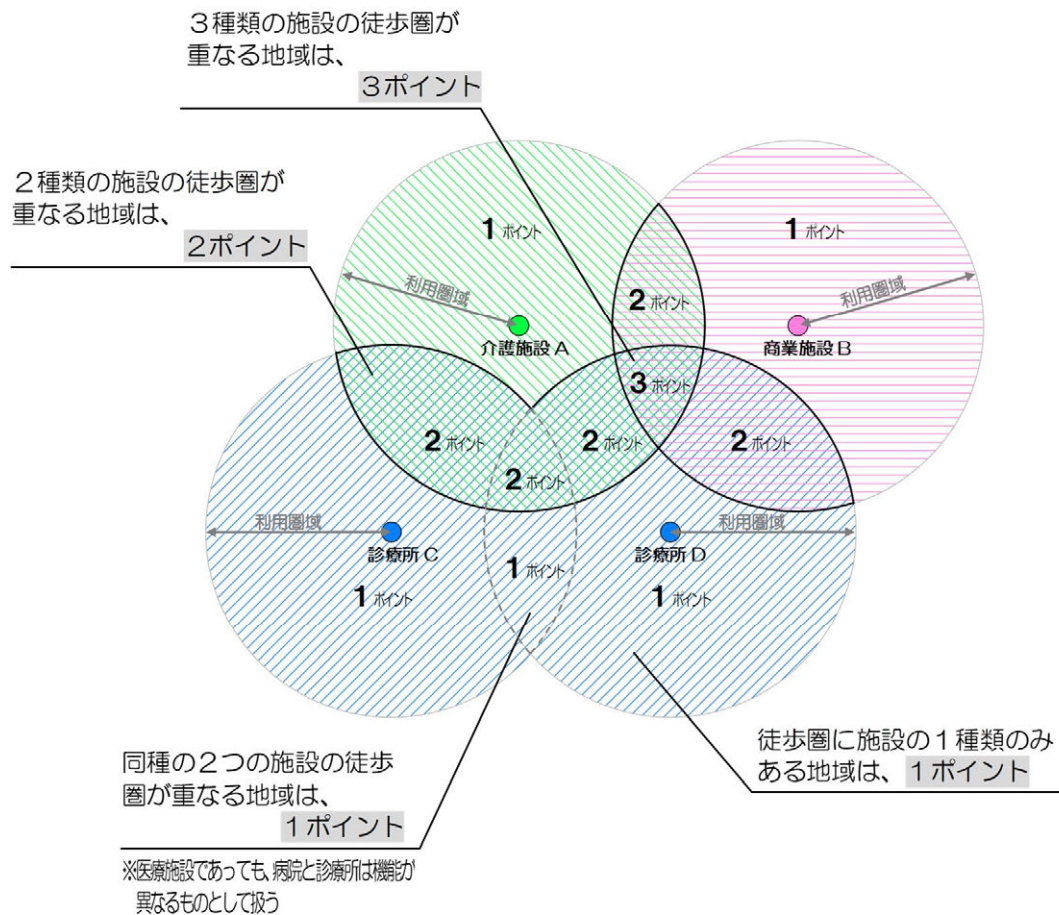 ３種類の施設の徒歩圏が
重なる地域は、
３ポイント
２種類の施設の徒歩圏が
重なる地域は、
２ポイント
1 ポイント
1 ポイント
利用圏域
利用圏域
2 ポイント
介護施設 A
商業施設 B
3 ポイント
2 ポイント
2 ポイント
2 ポイント
2 ポイント
利用圏域
利用圏域
診療所 C
診療所 D
1 ポイント
1 ポイント
1 ポイント
同種の２つの施設の徒歩
圏が重なる地域は、
１ポイント
※医療施設であっても、病院と診療所は機能が
異なるものとして扱う
徒歩圏に施設の１種類のみ
ある地域は、１ポイント